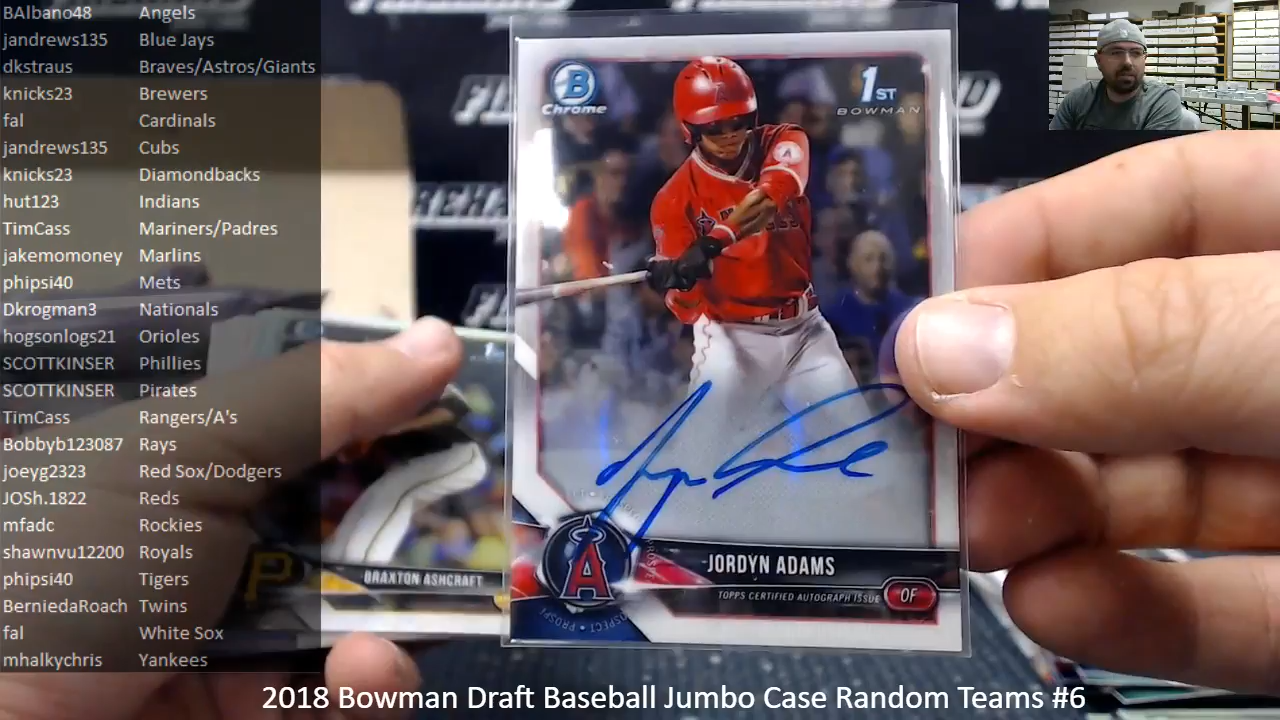 BAlbano48 Angels
jandrews135 Blue Jays
dkstraus Braves/Astros/Giants
knicks23 Brewers
fal Cardinals
jandrews135 Cubs
knicks23 Diamondbacks
hut123 Indians
TimCass Mariners/Padres
jakemomoney Marlins
phipsi40 Mets
Dkrogman3 Nationals
hogsonlogs21 Orioles
SCOTTKINSER Phillies
SCOTTKINSER Pirates
TimCass Rangers/A's
Bobbyb123087 Rays
joeyg2323 Red Sox/Dodgers
JOSh.1822 Reds
mfadc Rockies
shawnvu12200 Royals
phipsi40 Tigers
BerniedaRoach Twins
fal White Sox
mhalkychris Yankees
B
Chrome
1ST
BOWMAN
A
JORDYN ADAMS
TOPPS CERTIFIED AUTOGRAPH ISSUE
OF
P
BRAXTON ASHCRAFT
2018 Bowman Draft Baseball Jumbo Case Random Teams #6